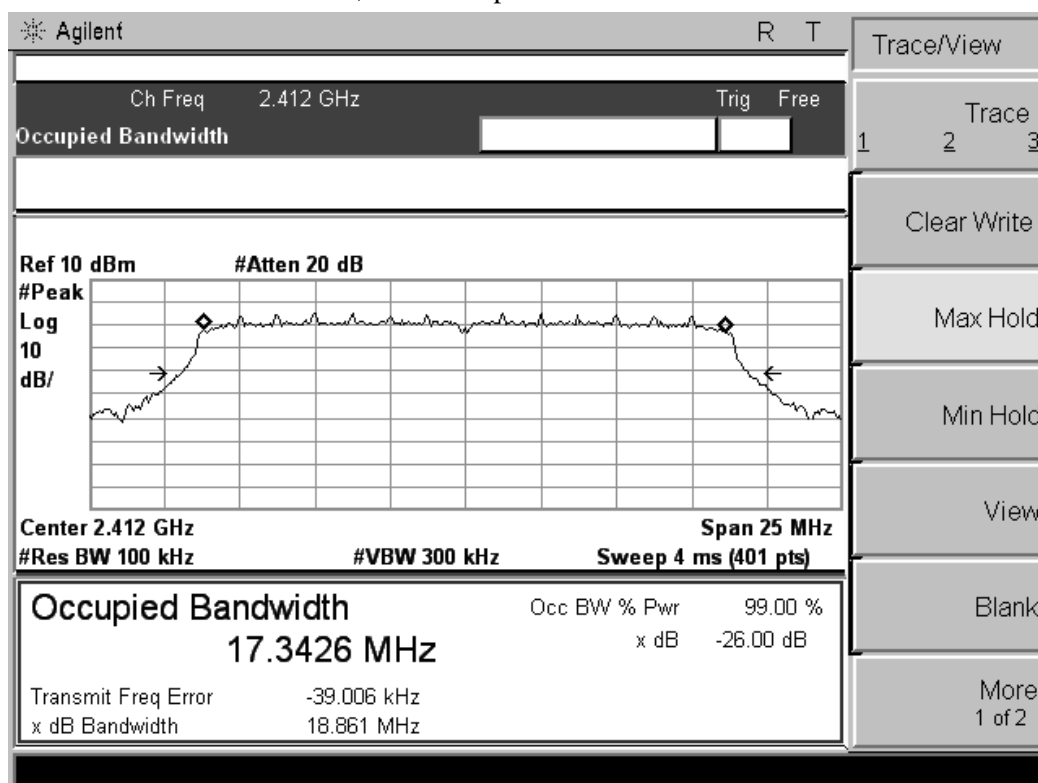 Agilent R T
Trace/View
Ch Freq 2.412 GHz Trig Free
Occupied Bandwidth
Trace
1 2 3
Clear Write
Max Hold
Min Hold
View
Blank
More
1 of 2
Ref 10 dBm #Atten 20 dB
#Peak
Log
10
dB/
Center 2.412 GHz Span 25 MHz
#Res BW 100 kHz #VBW 300 kHz Sweep 4 ms (401 pts)
Occupied Bandwidth
17.3426 MHz
Occ BW % Pwr 99.00 %
x dB -26.00 dB
Transmit Freq Error -39.006 kHz
x dB Bandwidth 18.861 MHz